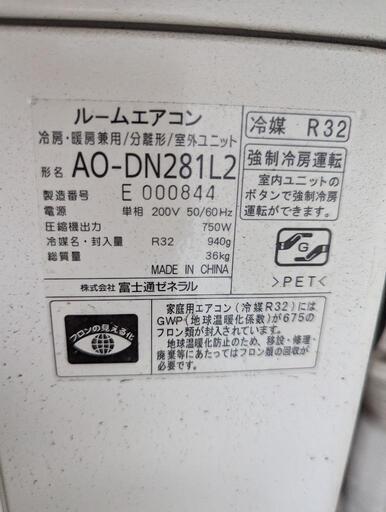 ルームエアコン
冷房・暖房兼用/分離形/室外ユニット
形名 AO-DN281L2
製造番号 E 000844
電源 単相 200V 50/60Hz
圧縮機出力 750W
冷媒名・封入量 R32 940g
総質量 36kg
MADE IN CHINA
株式会社 富士通ゼネラル
冷媒 R32
強制冷房運転
室内ユニットの
ボタンで強制冷房
運転ができます。
G
>PET<
フロンの見える化
家庭用エアコン(冷媒R32)には
GWP(地球温暖化係数)が675の
フロン類が封入されています。
地球温暖化防止のため、移設・修理・
廃棄等にあたってはフロン類の回収が
必要です。